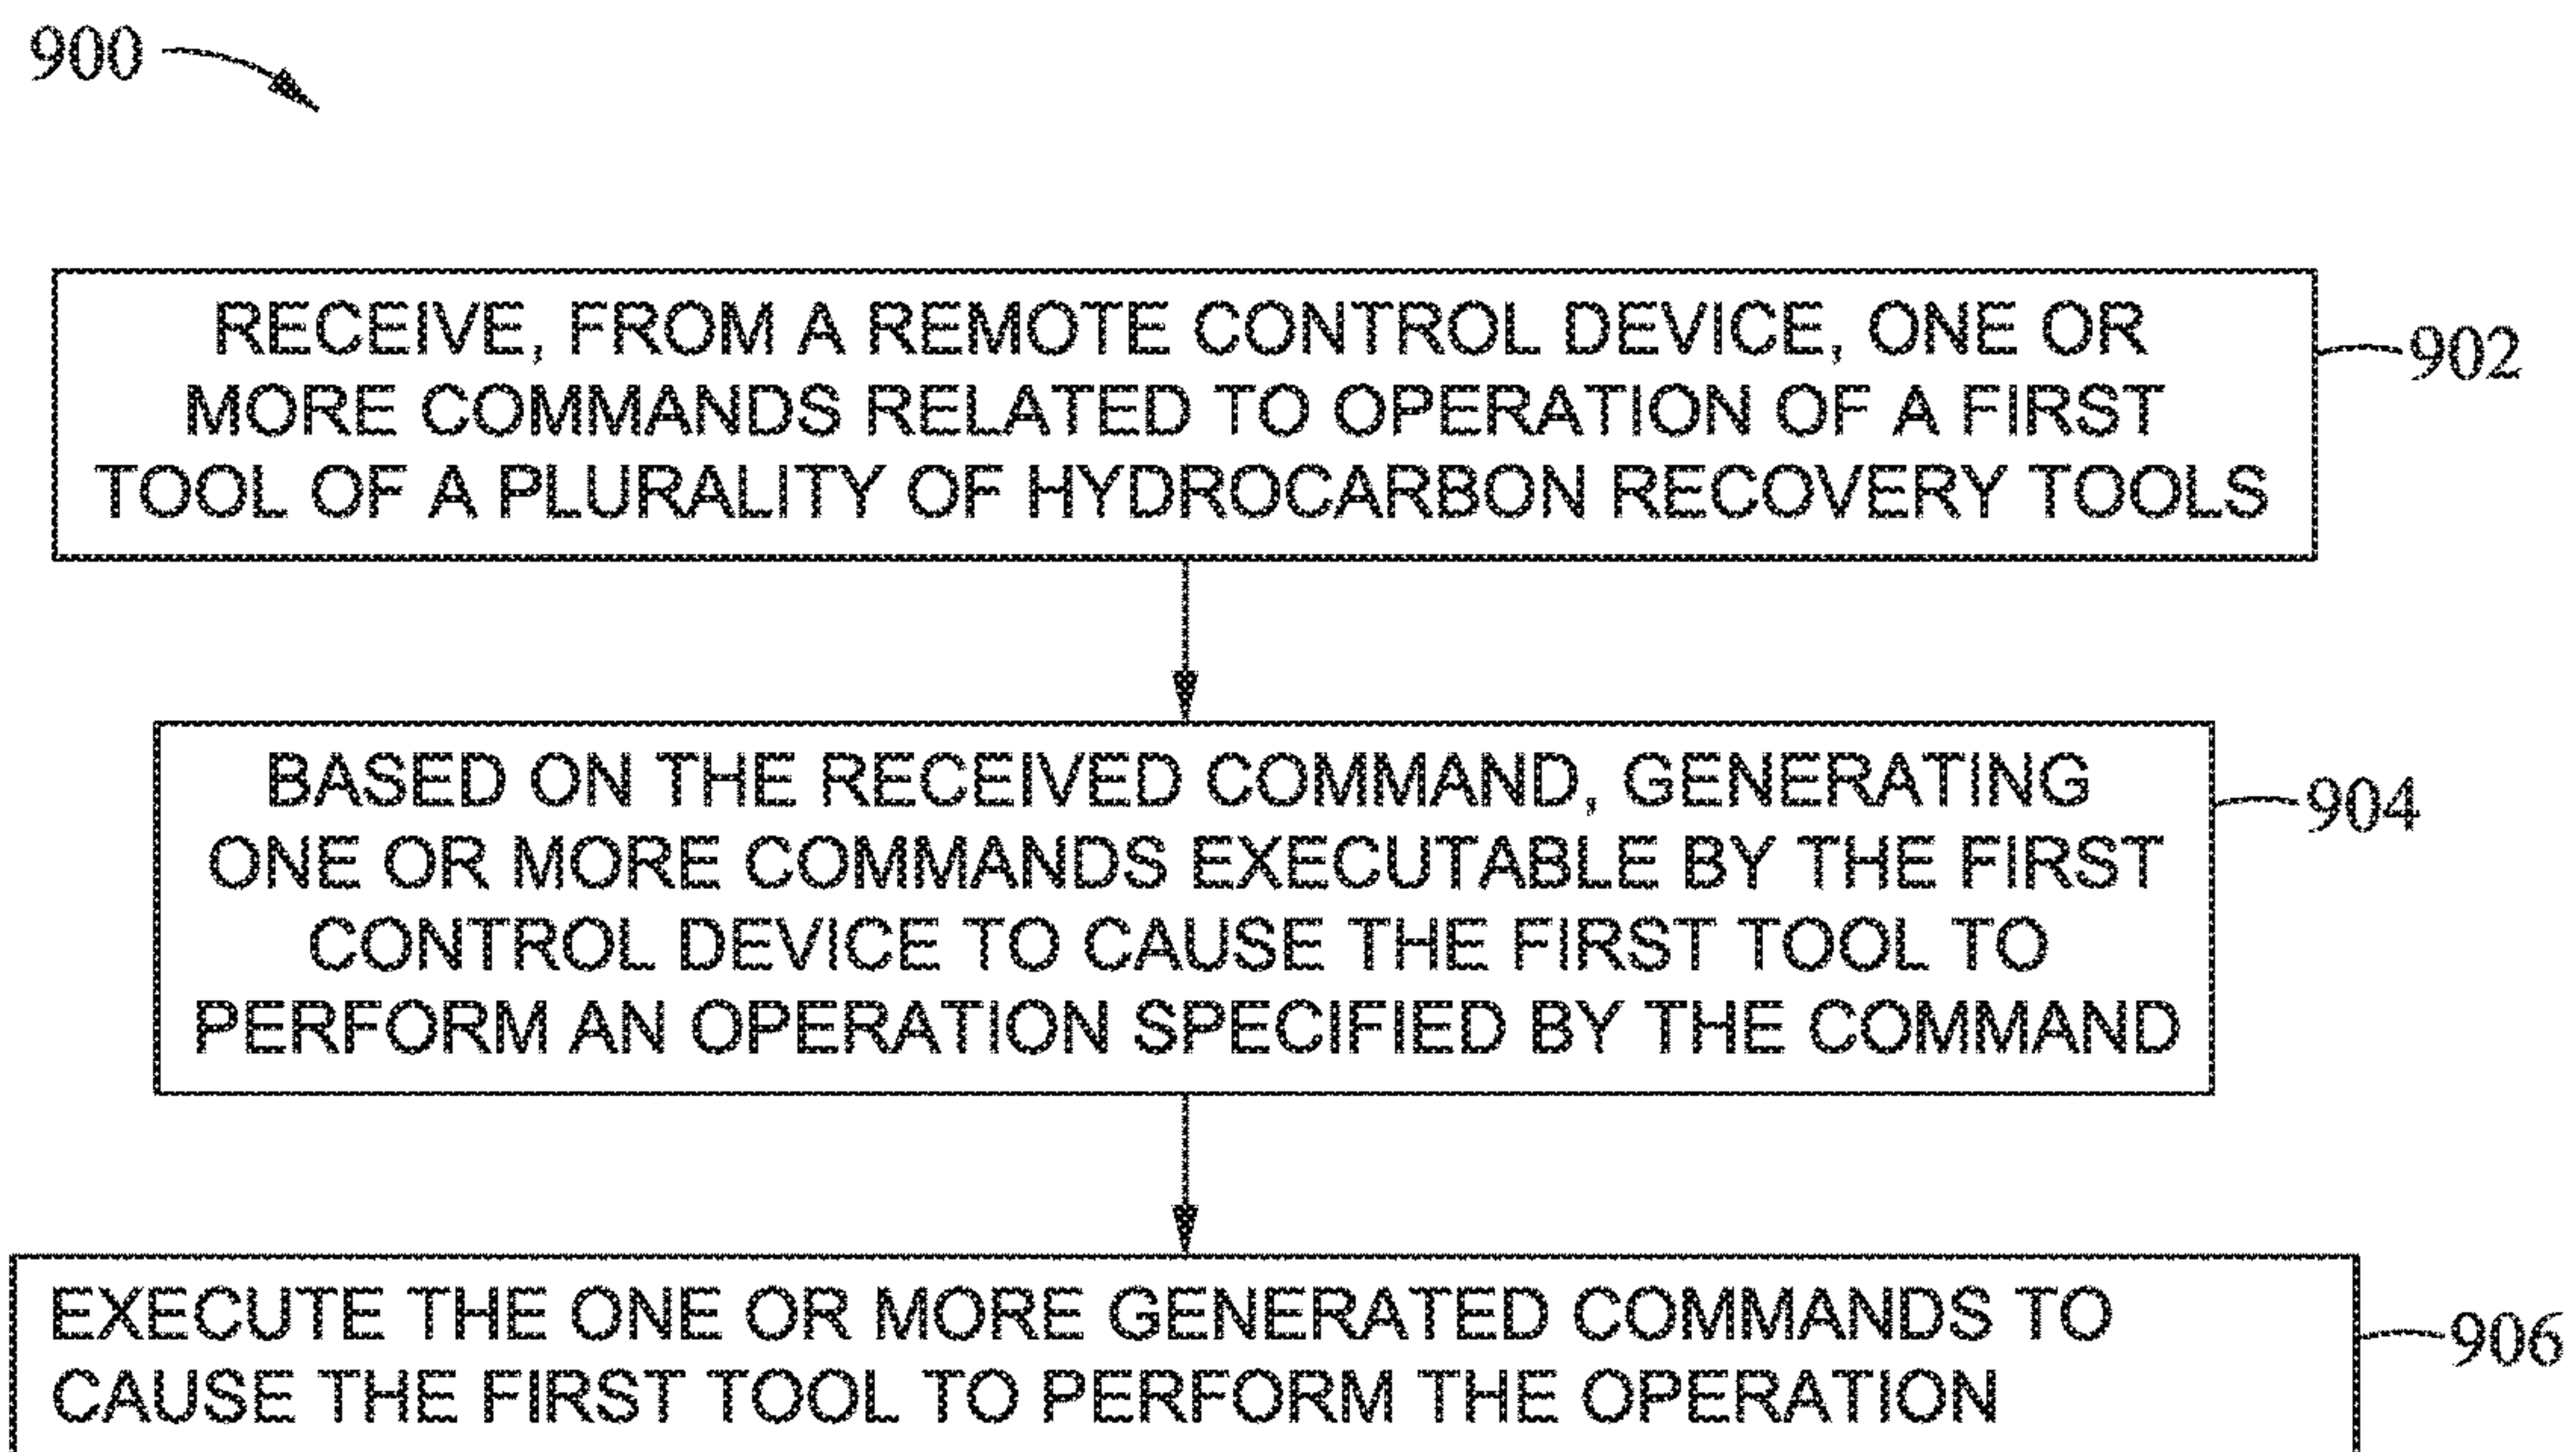 900
RECEIVE, FROM A REMOTE CONTROL DEVICE, ONE OR
MORE COMMANDS RELATED TO OPERATION OF A FIRST
TOOL OF A PLURALITY OF HYDROCARBON RECOVERY TOOLS
902
BASED ON THE RECEIVED COMMAND, GENERATING
ONE OR MORE COMMANDS EXECUTABLE BY THE FIRST
CONTROL DEVICE TO CAUSE THE FIRST TOOL TO
PERFORM AN OPERATION SPECIFIED BY THE COMMAND
904
EXECUTE THE ONE OR MORE GENERATED COMMANDS TO
CAUSE THE FIRST TOOL TO PERFORM THE OPERATION
906